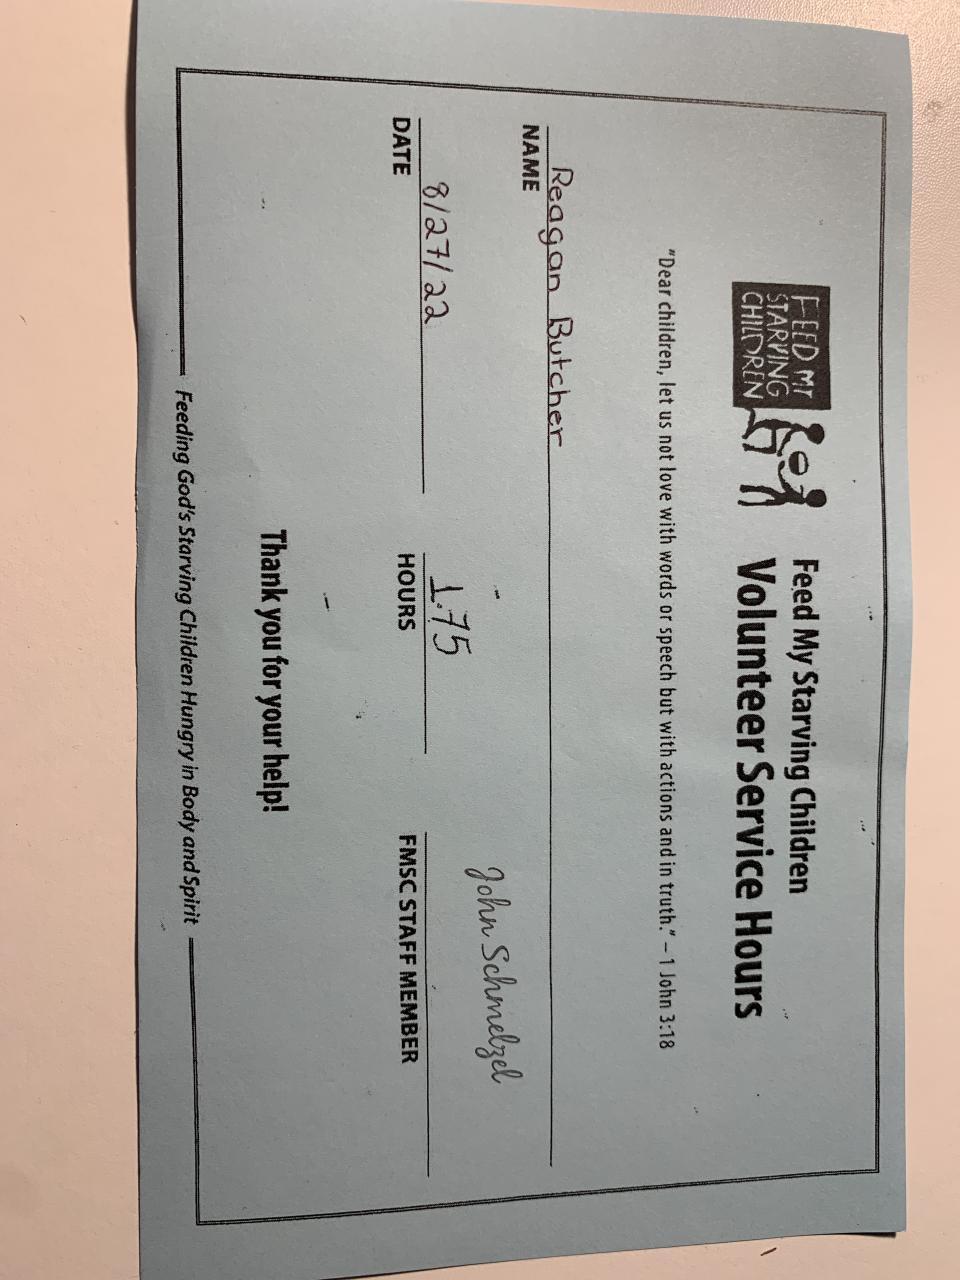 FEED MY
STARVING
CHILDREN
Feed My Starving Children
Volunteer Service Hours
"Dear children, let us not love with words or speech but with actions and in truth." – 1 John 3:18
Reagan Butcher
NAME
8/27/22 1.75 John Schmelzel
DATE HOURS FMSC STAFF MEMBER
Thank you for your help!
Feeding God's Starving Children Hungry in Body and Spirit